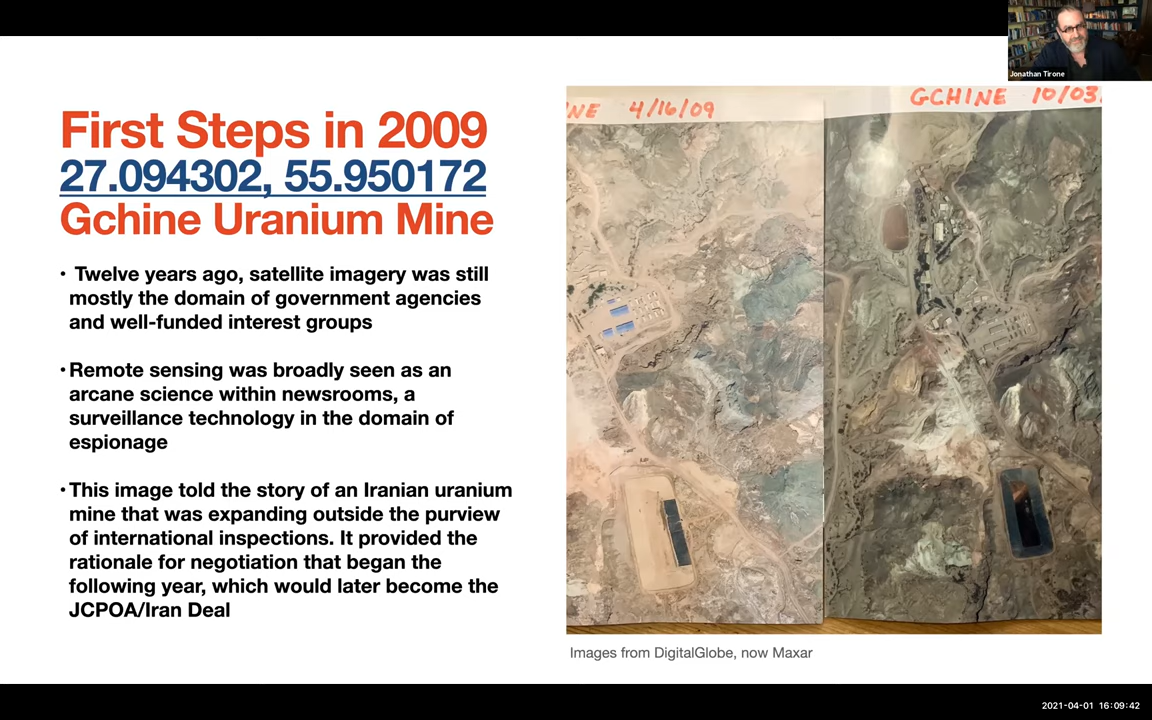 Jonathan Tirone
First Steps in 2009
27.094302, 55.950172
Gchine Uranium Mine
• Twelve years ago, satellite imagery was still
mostly the domain of government agencies
and well-funded interest groups
• Remote sensing was broadly seen as an
arcane science within newsrooms, a
surveillance technology in the domain of
espionage
• This image told the story of an Iranian uranium
mine that was expanding outside the purview
of international inspections. It provided the
rationale for negotiation that began the
following year, which would later become the
JCPOA/Iran Deal
NE 4/16/09
GCHINE 10/03
Images from DigitalGlobe, now Maxar
2021-04-01 16:09:42